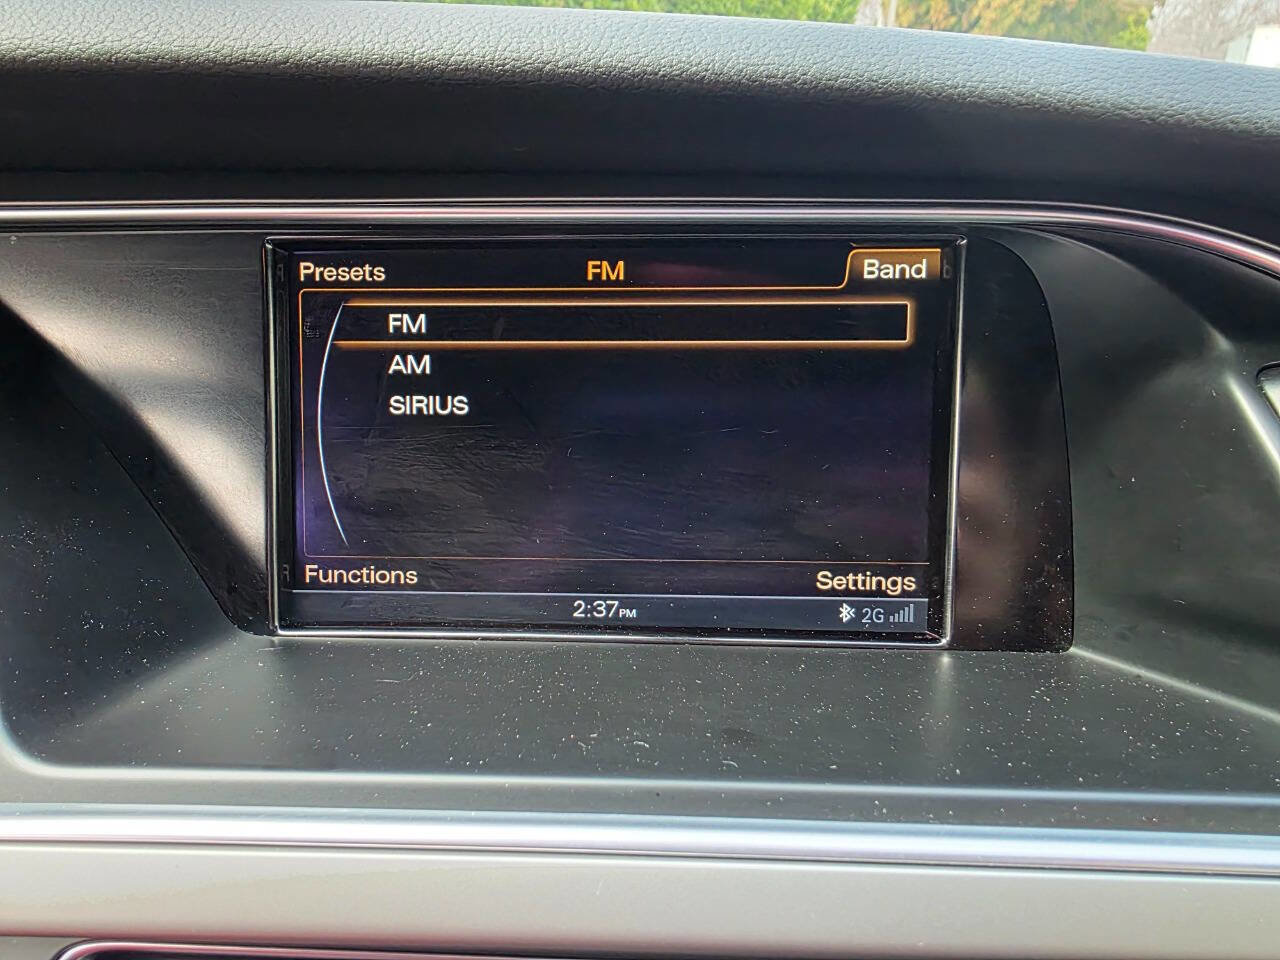 Presets FM Band
FM
AM
SIRIUS
Functions Settings
2:37PM 2G